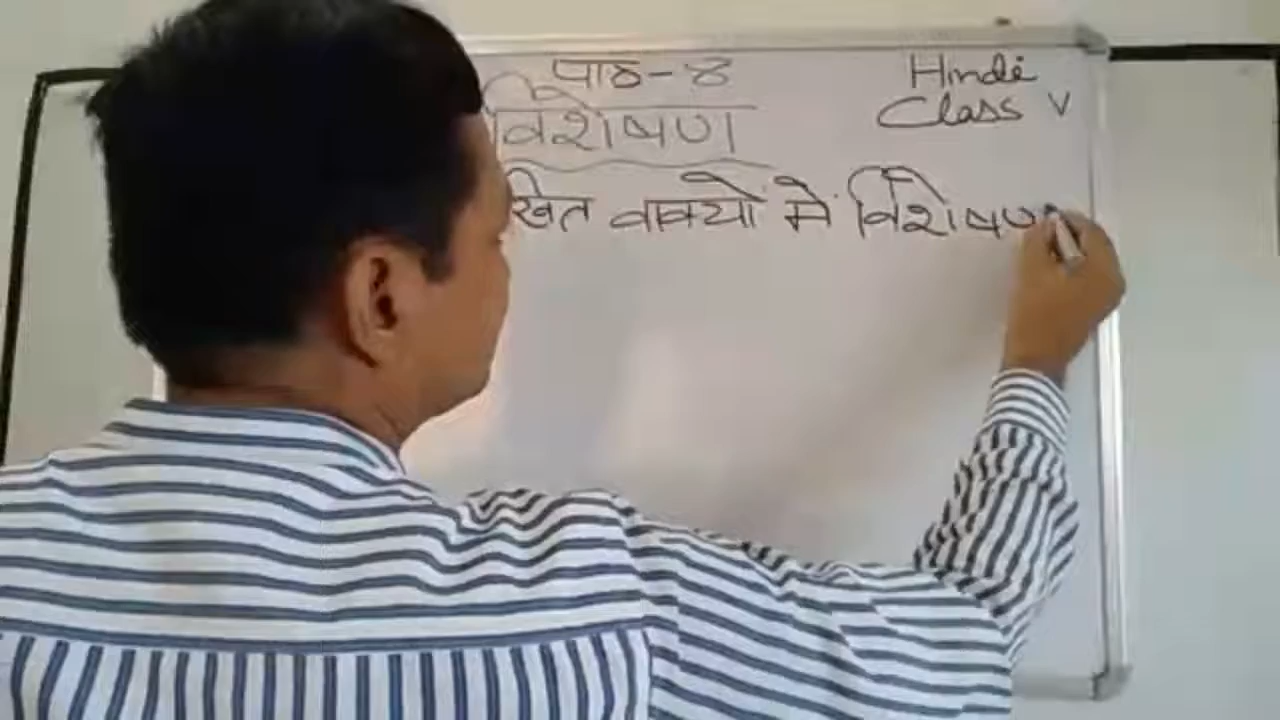 पाठ-8
Hindi
Class V
विशेषण
खित वाक्यों में विशेषण